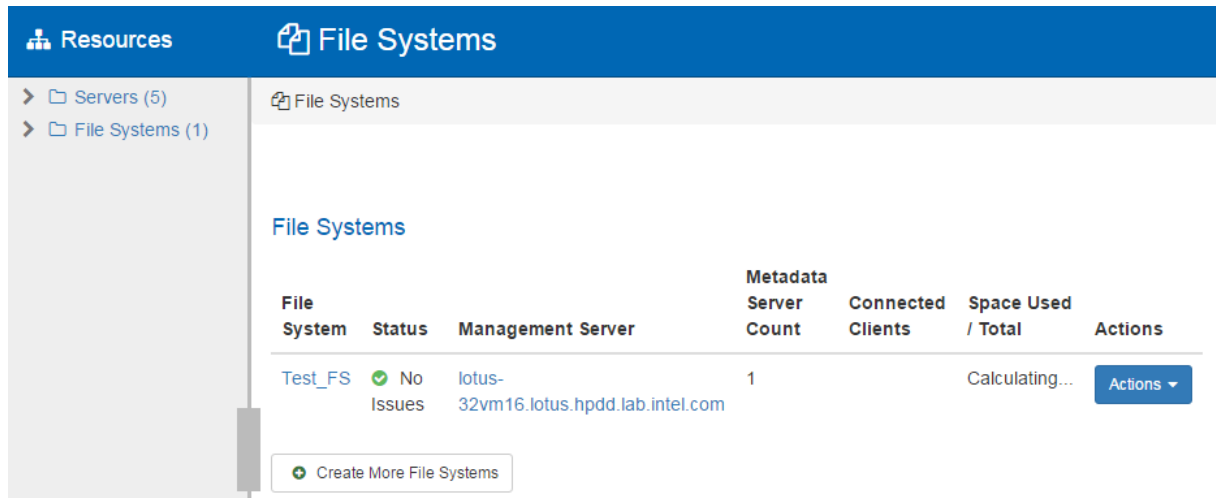 Resources
File Systems
Servers (5)
File Systems (1)
File Systems
File Systems
File System
Status
Management Server
Metadata Server Count
Connected Clients
Space Used / Total
Actions
Test_FS
No Issues
lotus-
32vm16.lotus.hpdd.lab.intel.com
1
Calculating...
Actions
Create More File Systems